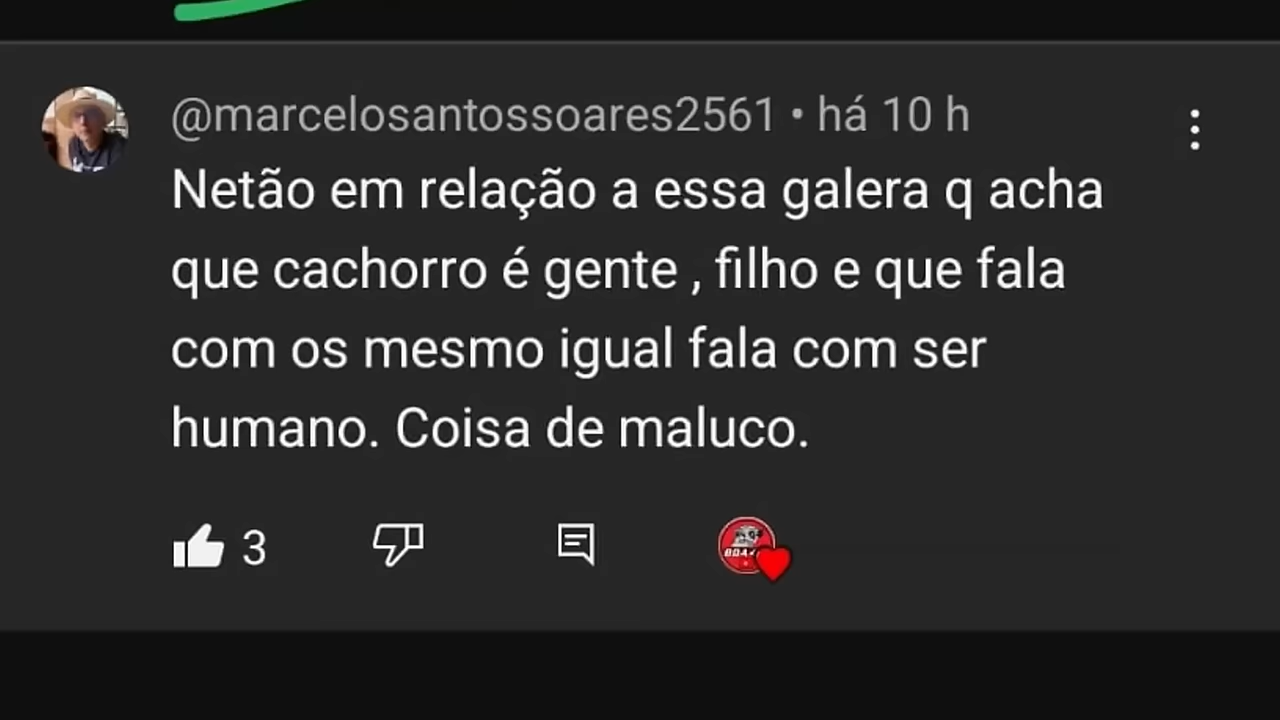 @marcelosantossoares2561 • há 10 h
Netão em relação a essa galera q acha
que cachorro é gente , filho e que fala
com os mesmo igual fala com ser
humano. Coisa de maluco.
3